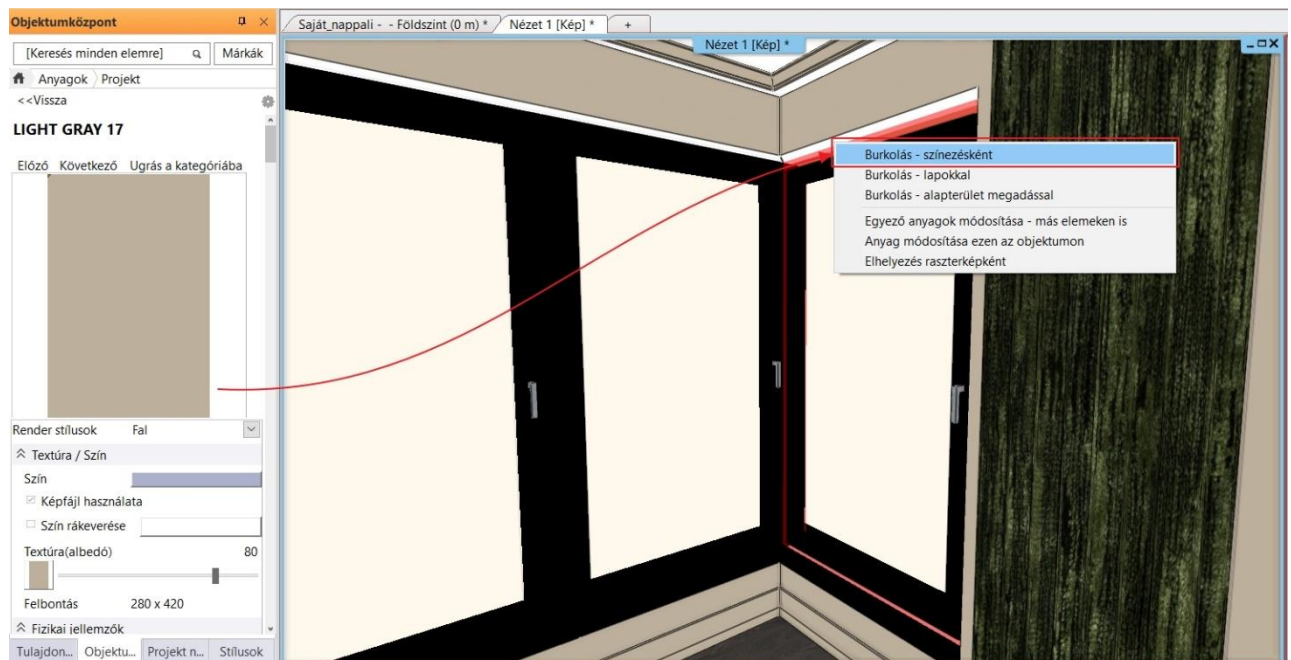 Objektumközpont
[Keresés minden elemre] Márkák
Anyagok Projekt
<<Vissza
LIGHT GRAY 17
Előző Következő Ugrás a kategóriába
Render stílusok Fal
Textúra / Szín
Szín
Képfájl használata
Szín rákeverése
Textúra(albedó) 80
Felbontás 280 x 420
Fizikai jellemzők
Tulajdon... Objektu... Projekt n... Stílusok
Saját_nappali - - Földszint (0 m) * Nézet 1 [Kép] * +
Nézet 1 [Kép] *
Burkolás - színezésként
Burkolás - lapokkal
Burkolás - alapterület megadással
Egyező anyagok módosítása - más elemeken is
Anyag módosítása ezen az objektumon
Elhelyezés raszterképként